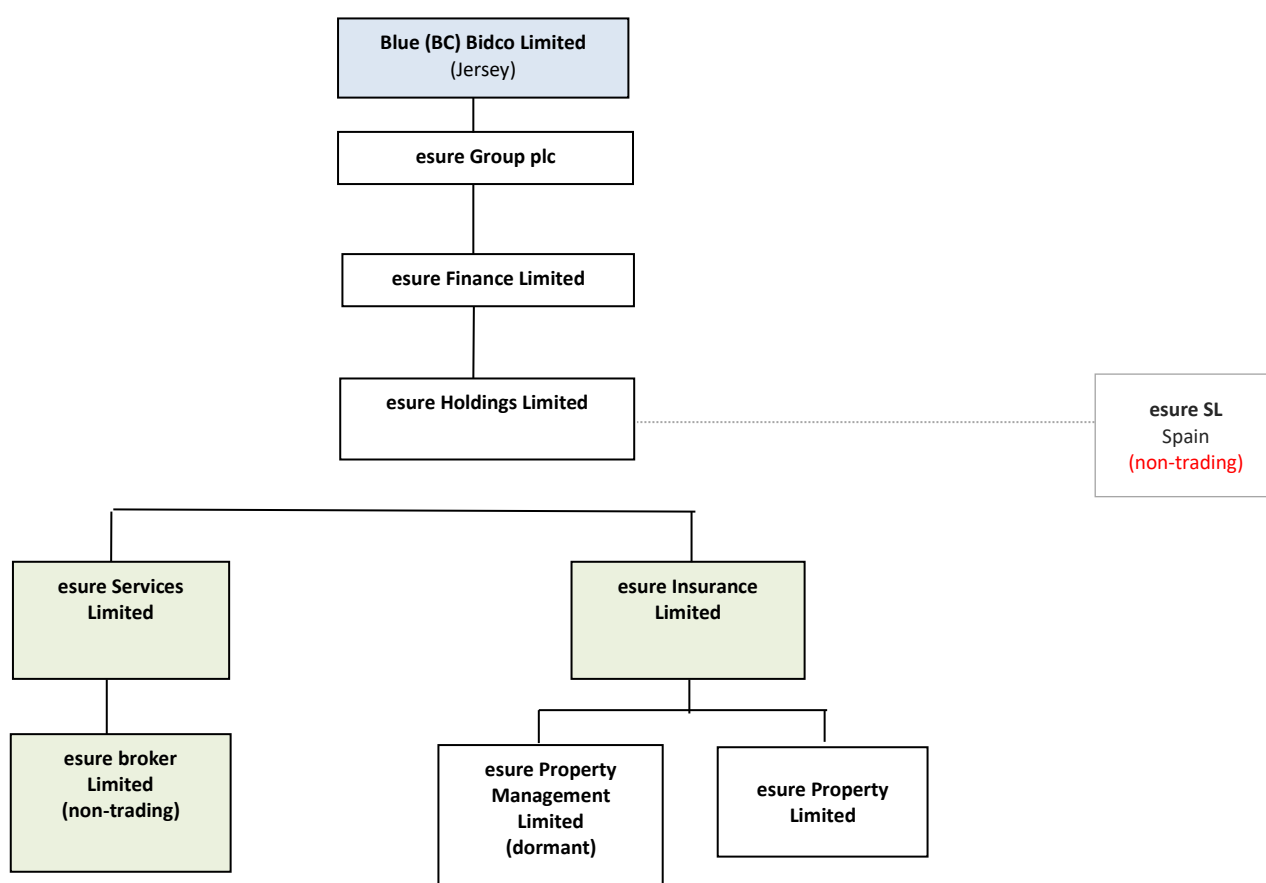 Blue (BC) Bidco Limited
(Jersey)
esure Group plc
esure Finance Limited
esure Holdings Limited
esure SL
Spain
(non-trading)
esure Services
Limited
esure Insurance
Limited
esure broker
Limited
(non-trading)
esure Property
Management
Limited
(dormant)
esure Property
Limited